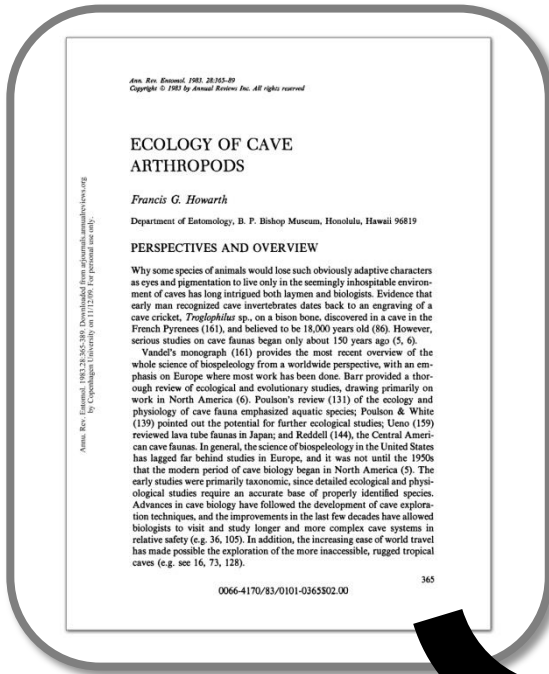 Ann. Rev. Entomol. 1983. 28:365-89
Copyright © 1983 by Annual Reviews Inc. All rights reserved
ECOLOGY OF CAVE
ARTHROPODS
Francis G. Howarth
Department of Entomology, B. P. Bishop Museum, Honolulu, Hawaii 96819
PERSPECTIVES AND OVERVIEW
Why some species of animals would lose such obviously adaptive characters
as eyes and pigmentation to live only in the seemingly inhospitable environ-
ment of caves has long intrigued both laymen and biologists. Evidence that
early man recognized cave invertebrates dates back to an engraving of a
cave cricket, Troglophilus sp., on a bison bone, discovered in a cave in the
French Pyrenees (161), and believed to be 18,000 years old (86). However,
serious studies on cave faunas began only about 150 years ago (5, 6).
Vandel's monograph (161) provides the most recent overview of the
whole science of biospeleology from a worldwide perspective, with an em-
phasis on Europe where most work has been done. Barr provided a thor-
ough review of ecological and evolutionary studies, drawing primarily on
work in North America (6). Poulson's review (131) of the ecology and
physiology of cave fauna emphasized aquatic species; Poulson & White
(139) pointed out the potential for further ecological studies; Ueno (159)
reviewed lava tube faunas in Japan; and Reddell (144), the Central Ameri-
can cave faunas. In general, the science of biospeleology in the United States
has lagged far behind studies in Europe, and it was not until the 1950s
that the modern period of cave biology began in North America (5). The
early studies were primarily taxonomic, since detailed ecological and physi-
ological studies require an accurate base of properly identified species.
Advances in cave biology have followed the development of cave explora-
tion techniques, and the improvements in the last few decades have allowed
biologists to visit and study longer and more complex cave systems in
relative safety (e.g. 36, 105). In addition, the increasing ease of world travel
has made possible the exploration of the more inaccessible, rugged tropical
caves (e.g. see 16, 73, 128).
365
0066-4170/83/0101-0365$02.00
Annu. Rev. Entomol. 1983.28:365-389. Downloaded from arjournals.annualreviews.org
by Copenhagen University on 11/12/09. For personal use only.